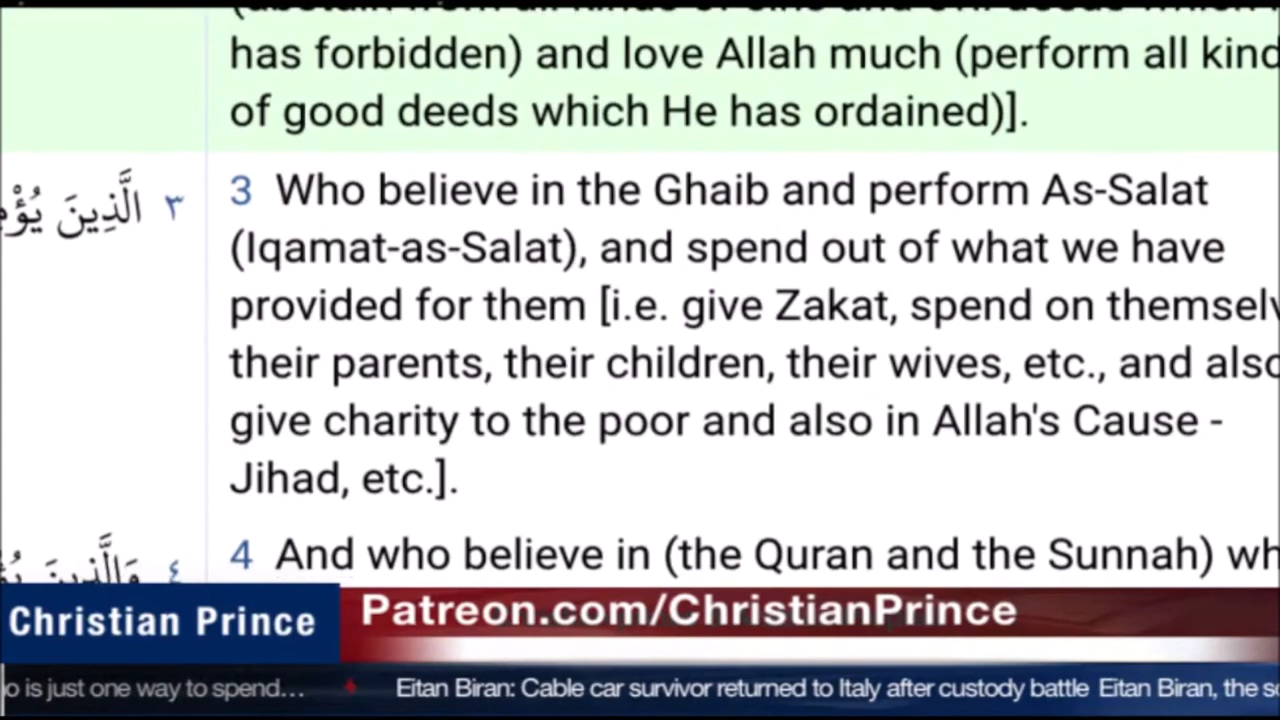 has forbidden) and love Allah much (perform all kind
of good deeds which He has ordained)].
٣ الَّذِينَ
3 Who believe in the Ghaib and perform As-Salat
(Iqamat-as-Salat), and spend out of what we have
provided for them [i.e. give Zakat, spend on themselv
their parents, their children, their wives, etc., and also
give charity to the poor and also in Allah's Cause -
Jihad, etc.].
٤
4 And who believe in (the Quran and the Sunnah) wh
Christian Prince
Patreon.com/ChristianPrince
o is just one way to spend...
Eitan Biran: Cable car survivor returned to Italy after custody battle Eitan Biran, the